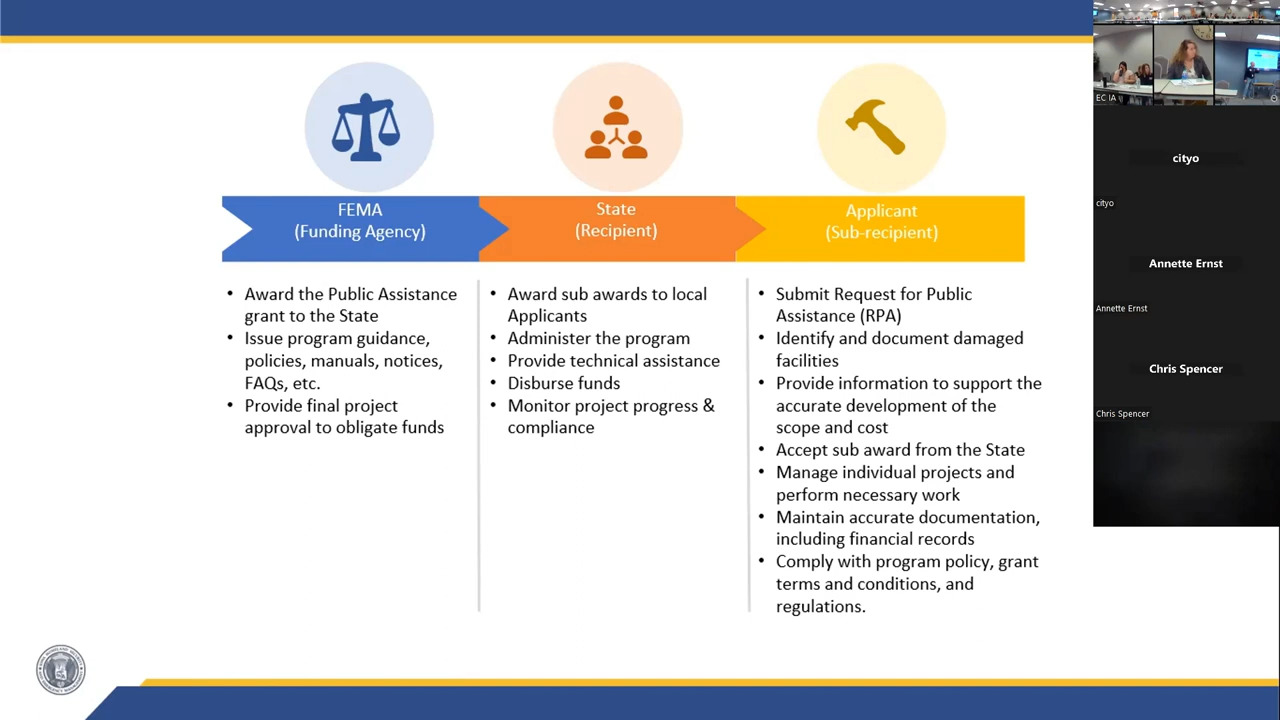 FEMA
(Funding Agency)
State
(Recipient)
Applicant
(Sub-recipient)
• Award the Public Assistance
grant to the State
• Issue program guidance,
policies, manuals, notices,
FAQs, etc.
• Provide final project
approval to obligate funds
• Award sub awards to local
Applicants
• Administer the program
• Provide technical assistance
• Disburse funds
• Monitor project progress &
compliance
• Submit Request for Public
Assistance (RPA)
• Identify and document damaged
facilities
• Provide information to support the
accurate development of the
scope and cost
• Accept sub award from the State
• Manage individual projects and
perform necessary work
• Maintain accurate documentation,
including financial records
• Comply with program policy, grant
terms and conditions, and
regulations.
EC IA
cityo
cityo
Annette Ernst
Annette Ernst
Chris Spencer
Chris Spencer